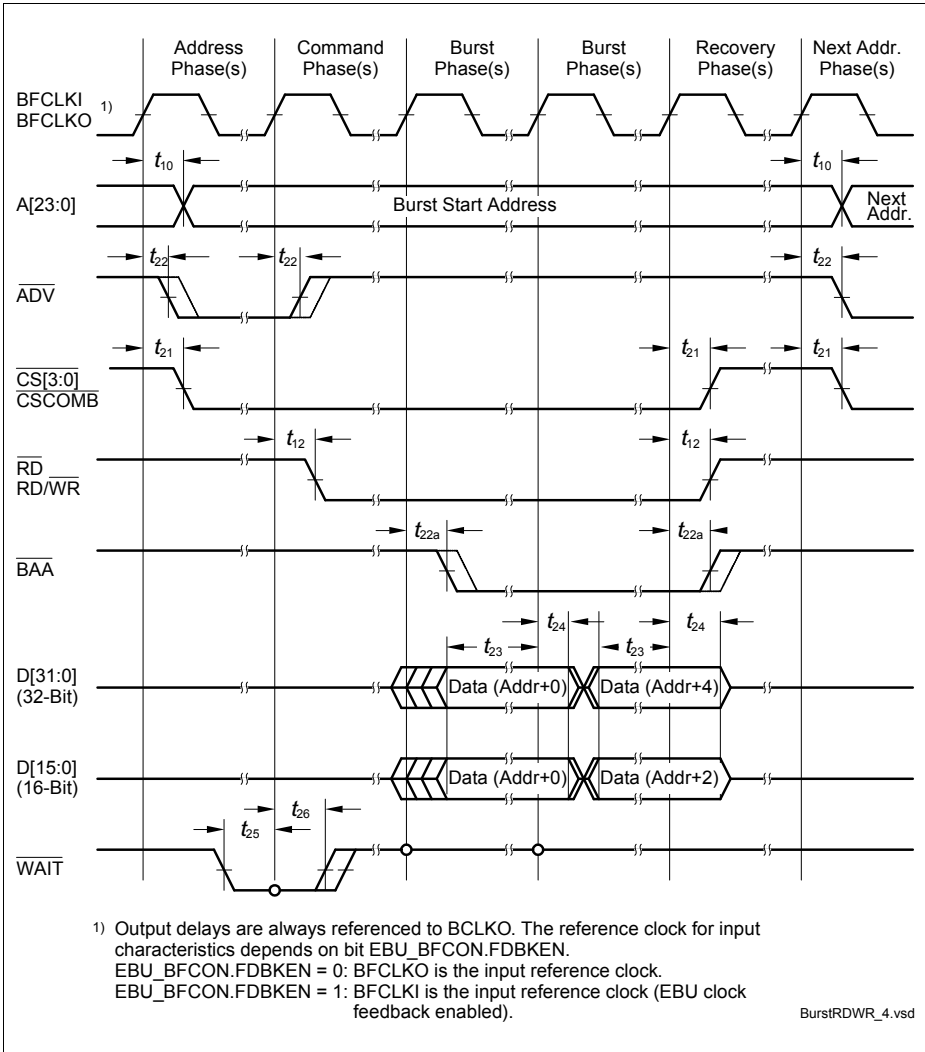 Address Phase(s)
Command Phase(s)
Burst Phase(s)
Burst Phase(s)
Recovery Phase(s)
Next Addr. Phase(s)
BFCLKI
BFCLKO 1)
t10
t10
A[23:0]
Burst Start Address
Next Addr.
t22
t22
t22
ADV
t21
t21
t21
CS[3:0]
CSCOMB
t12
t12
RD
RD/WR
t22a
t22a
BAA
t24
t24
t23
t23
D[31:0]
(32-Bit)
Data (Addr+0)
Data (Addr+4)
D[15:0]
(16-Bit)
Data (Addr+0)
Data (Addr+2)
t25
t26
WAIT
1) Output delays are always referenced to BCLKO. The reference clock for input
characteristics depends on bit EBU_BFCON.FDBKEN.
EBU_BFCON.FDBKEN = 0: BFCLKO is the input reference clock.
EBU_BFCON.FDBKEN = 1: BFCLKI is the input reference clock (EBU clock
feedback enabled).
BurstRDWR_4.vsd